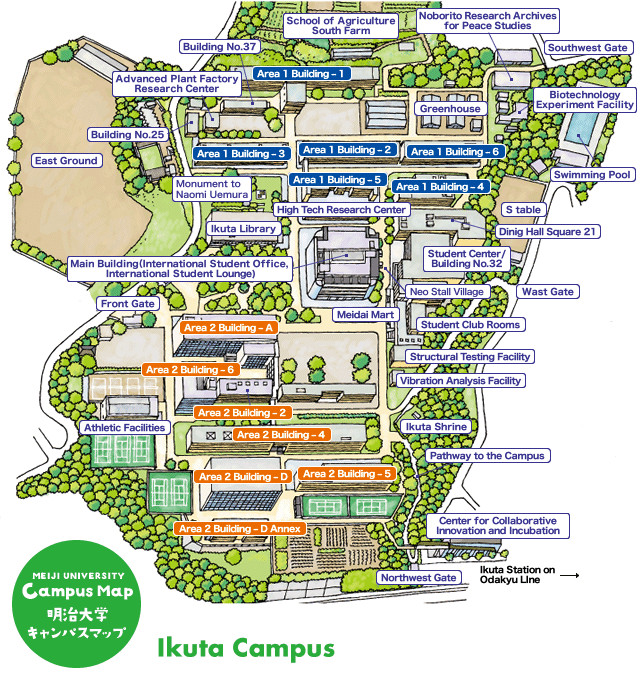 School of Agriculture
South Farm
Noborito Research Archives
for Peace Studies
Building No.37
Southwest Gate
Area 1 Building – 1
Advanced Plant Factory
Research Center
Biotechnology
Experiment Facility
Greenhouse
Building No.25
Area 1 Building – 2
Area 1 Building – 3
Area 1 Building – 6
East Ground
Swimming Pool
Area 1 Building – 5
Area 1 Building – 4
Monument to
Naomi Uemura
High Tech Research Center
S table
Ikuta Library
Dinig Hall Square 21
Main Building(International Student Office,
International Student Lounge)
Student Center/
Building No.32
Neo Stall Village
Wast Gate
Front Gate
Meidai Mart
Student Club Rooms
Area 2 Building – A
Structural Testing Facility
Area 2 Building – 6
Vibration Analysis Facility
Area 2 Building – 2
Athletic Facilities
Ikuta Shrine
Area 2 Building – 4
Pathway to the Campus
Area 2 Building – D
Area 2 Building – 5
Area 2 Building – D Annex
Center for Collaborative
Innovation and Incubation
Northwest Gate
Ikuta Station on
Odakyu Line
MEIJI UNIVERSITY
Campus Map
明治大学
キャンパスマップ
Ikuta Campus